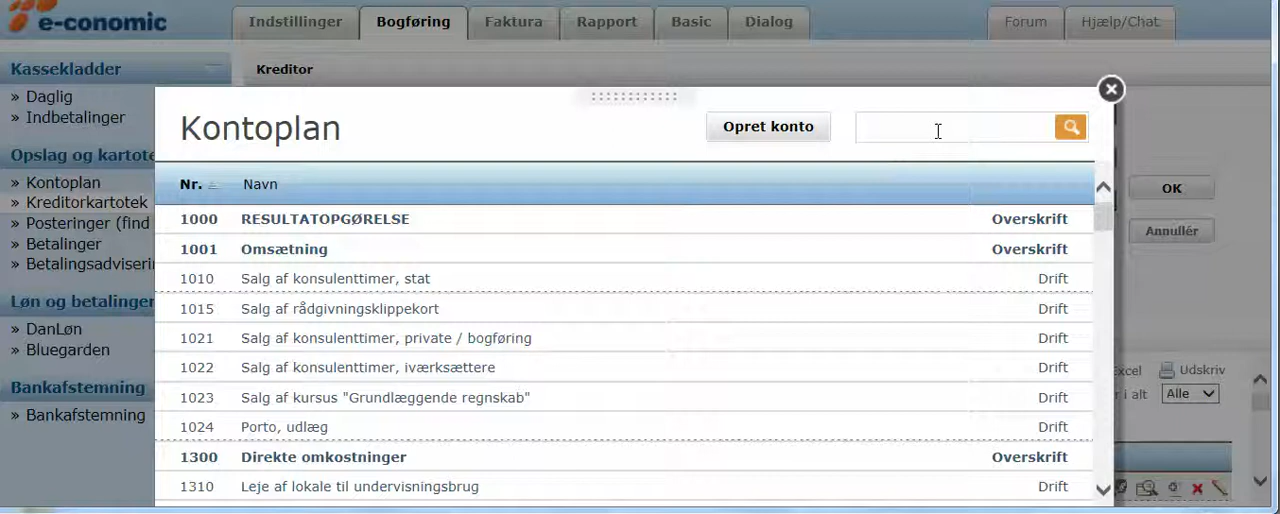 e-conomic
Indstillinger
Bogføring
Faktura
Rapport
Basic
Dialog
Forum
Hjælp/Chat
Kassekladder
» Daglig
» Indbetalinger
Opslag og kartote
» Kontoplan
» Kreditorkartotek
» Posteringer (find
» Betalinger
» Betalingsadviseri
Løn og betalinger
» DanLøn
» Bluegarden
Bankafstemning
» Bankafstemning
Kreditor
Kontoplan
Opret konto
Nr. Navn
1000 RESULTATOPGØRELSE Overskrift
1001 Omsætning Overskrift
1010 Salg af konsulenttimer, stat Drift
1015 Salg af rådgivningsklippekort Drift
1021 Salg af konsulenttimer, private / bogføring Drift
1022 Salg af konsulenttimer, iværksættere Drift
1023 Salg af kursus "Grundlæggende regnskab" Drift
1024 Porto, udlæg Drift
1300 Direkte omkostninger Overskrift
1310 Leje af lokale til undervisningsbrug Drift
OK
Annullér
Excel Udskriv
r i alt Alle